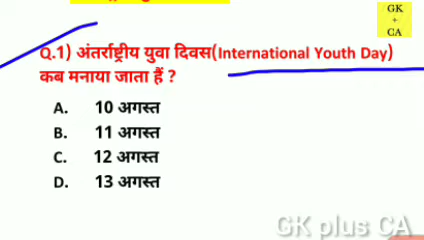 GK
+
CA
Q.1) अंतर्राष्ट्रीय युवा दिवस(International Youth Day)
कब मनाया जाता हैं ?
A. 10 अगस्त
B. 11 अगस्त
C. 12 अगस्त
D. 13 अगस्त
GK plus CA